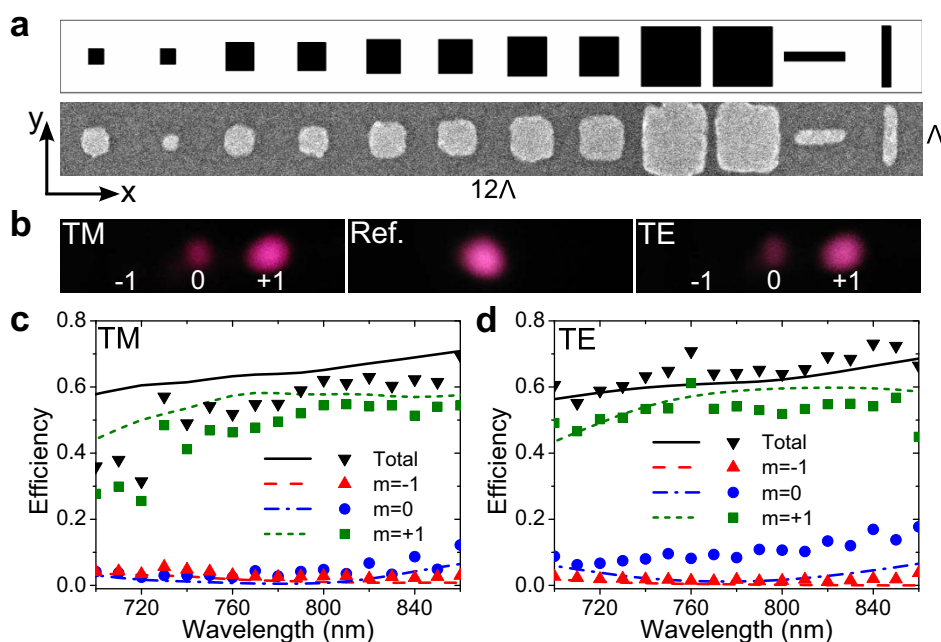 a
y
x
12Λ
Λ
b
TM
-1 0 +1
Ref.
TE
-1 0 +1
c
TM
Efficiency
0.8
0.6
0.4
0.2
0.0
Total
m=-1
m=0
m=+1
720 760 800 840
Wavelength (nm)
d
TE
Efficiency
0.8
0.6
0.4
0.2
0.0
Total
m=-1
m=0
m=+1
720 760 800 840
Wavelength (nm)